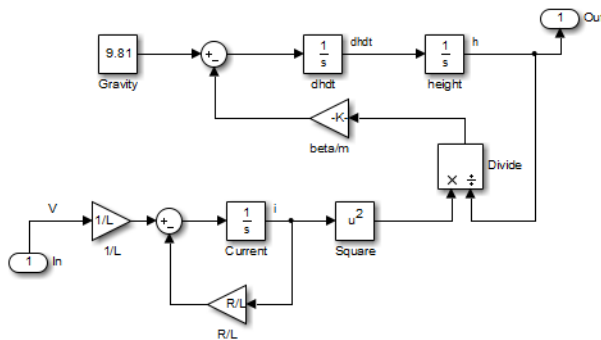 1
Out
9.81
Gravity
+
−
1
s
dhdt
dhdt
1
s
height
h
-K-
beta/m
×
÷
Divide
V
1
In
1/L
1/L
+
−
1
s
Current
i
u2
Square
R/L
R/L